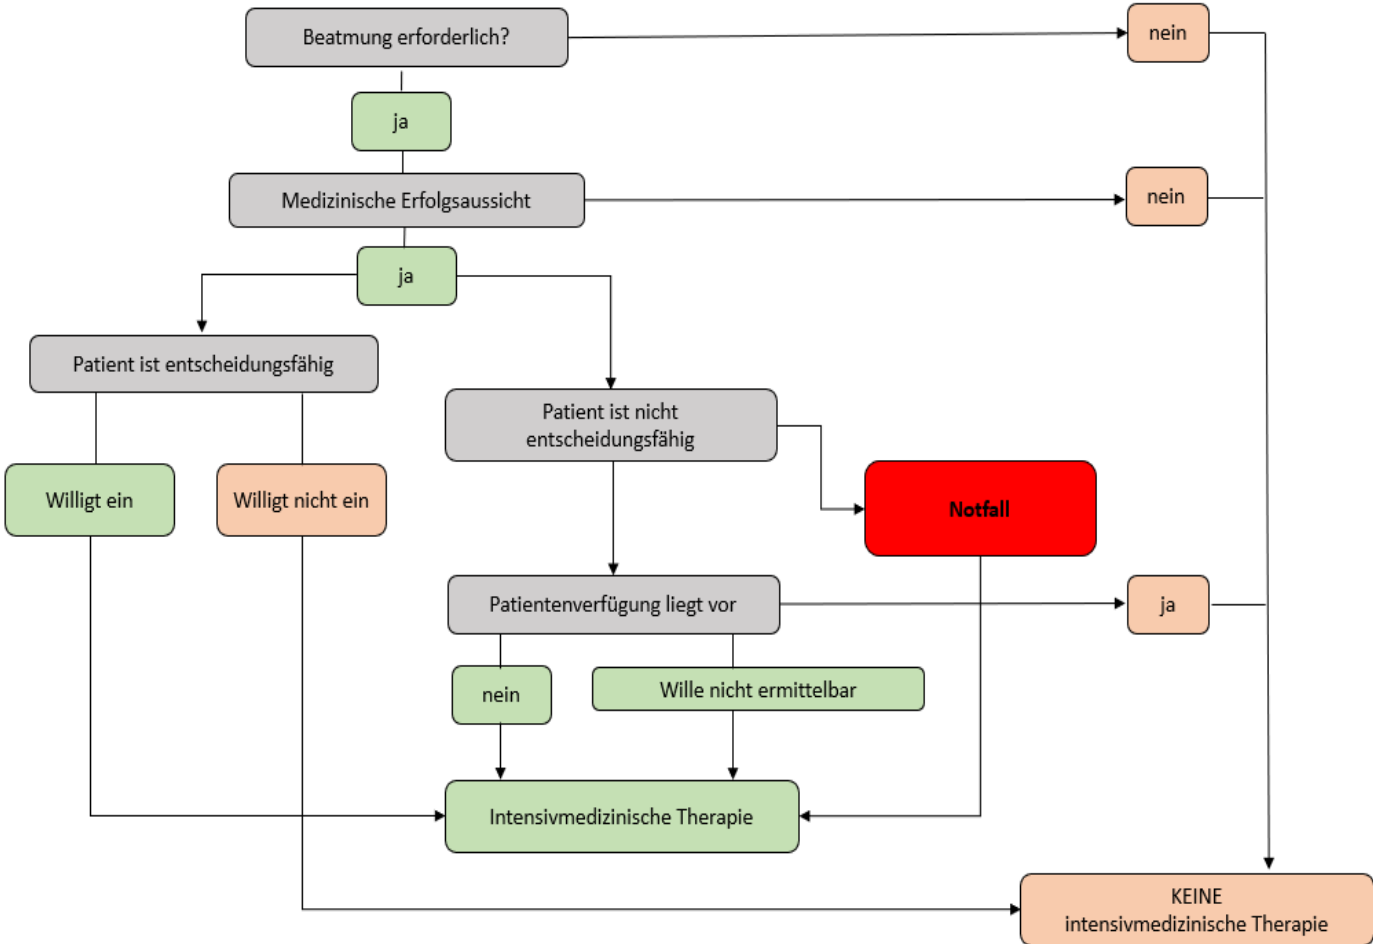 Beatmung erforderlich?
nein
ja
Medizinische Erfolgsaussicht
nein
ja
Patient ist entscheidungsfähig
Patient ist nicht
entscheidungsfähig
Willigt ein
Willigt nicht ein
Notfall
Patientenverfügung liegt vor
ja
nein
Wille nicht ermittelbar
Intensivmedizinische Therapie
KEINE
intensivmedizinische Therapie